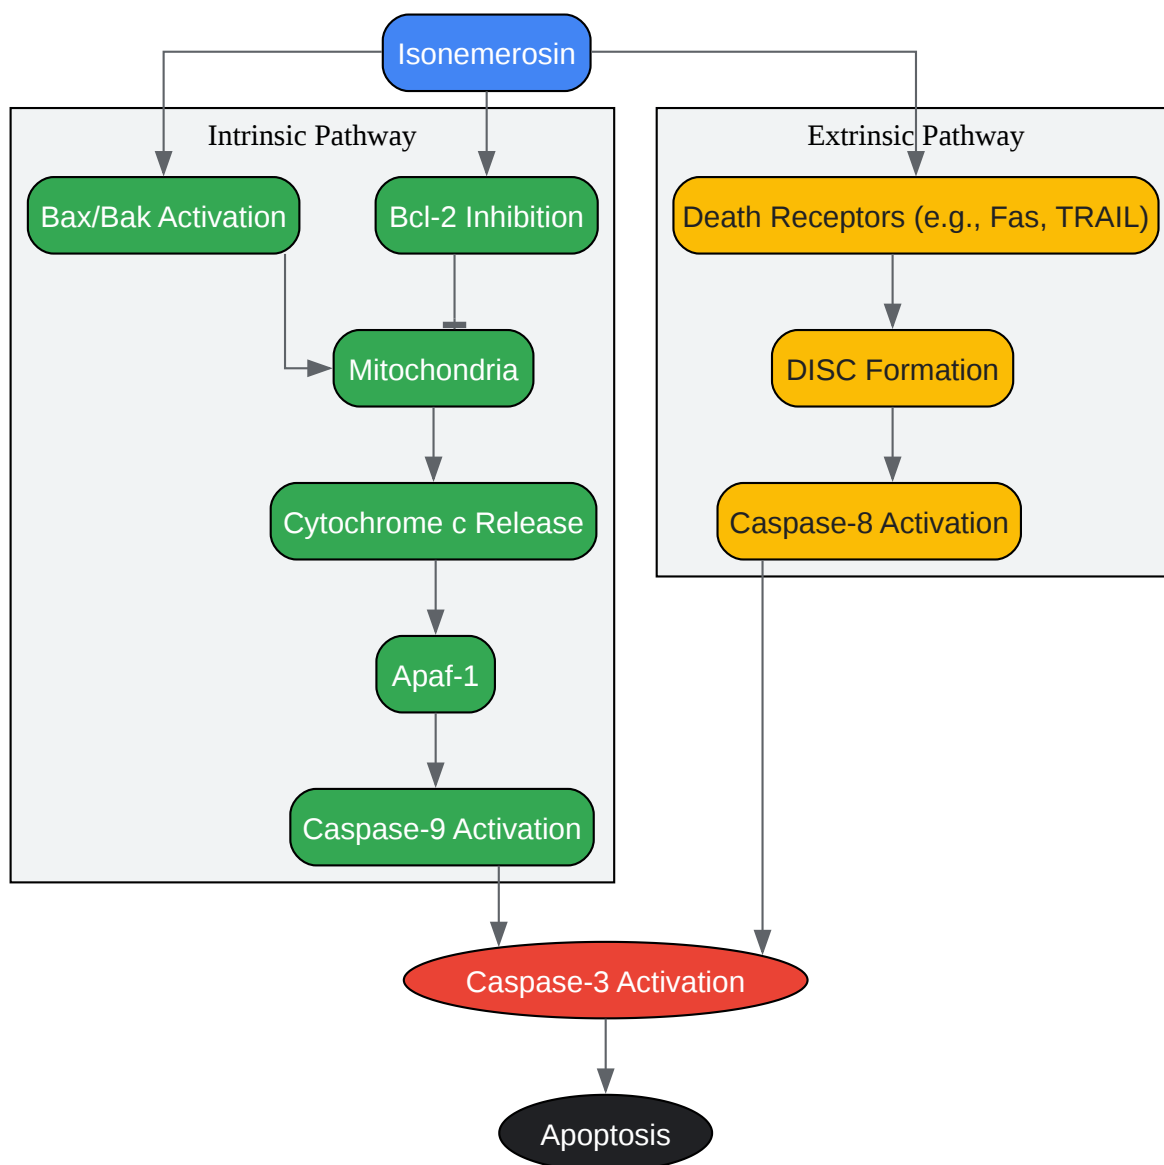 Isonemerosin
Intrinsic Pathway
Extrinsic Pathway
Bax/Bak Activation
Bcl-2 Inhibition
Death Receptors (e.g., Fas, TRAIL)
Mitochondria
DISC Formation
Cytochrome c Release
Caspase-8 Activation
Apaf-1
Caspase-9 Activation
Caspase-3 Activation
Apoptosis